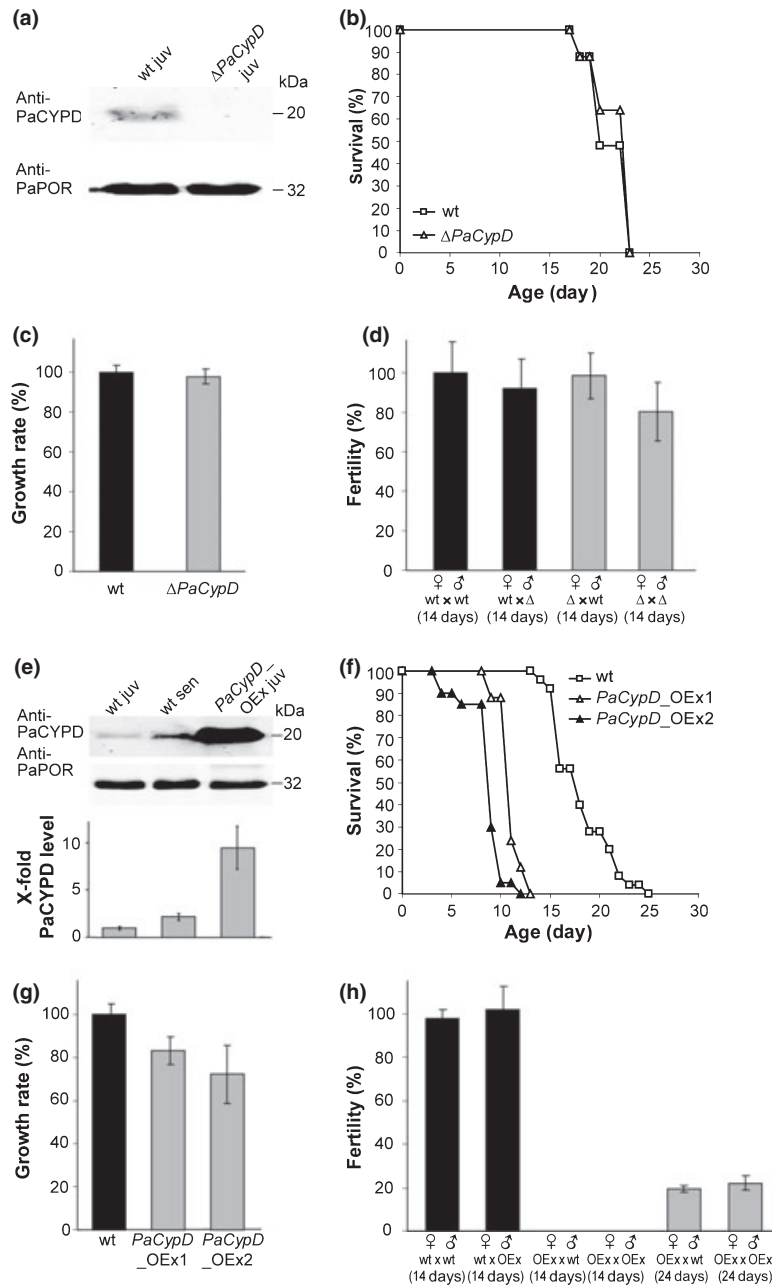 (a)
wt juv
ΔPaCypD juv
kDa
Anti-PaCYPD
20
Anti-PaPOR
32
(b)
Survival (%)
100
90
80
70
60
50
40
30
20
10
0
wt
ΔPaCypD
0 5 10 15 20 25 30
Age (day)
(c)
Growth rate (%)
100
80
60
40
20
0
wt ΔPaCypD
(d)
Fertility (%)
100
80
60
40
20
0
♀ ♂ ♀ ♂ ♀ ♂ ♀ ♂
wt x wt wt x Δ Δ x wt Δ x Δ
(14 days) (14 days) (14 days) (14 days)
(e)
wt juv
wt sen
PaCypD_OEx juv
kDa
Anti-PaCYPD
20
Anti-PaPOR
32
X-fold PaCYPD level
10
5
0
(f)
Survival (%)
100
90
80
70
60
50
40
30
20
10
0
wt
PaCypD_OEx1
PaCypD_OEx2
0 5 10 15 20 25 30
Age (day)
(g)
Growth rate (%)
100
80
60
40
20
0
wt PaCypD_OEx1 PaCypD_OEx2
(h)
Fertility (%)
100
80
60
40
20
0
♀ ♂ ♀ ♂ ♀ ♂ ♀ ♂ ♀ ♂ ♀ ♂
wt x wt wt x OEx OEx x wt OEx x OEx OEx x wt OEx x OEx
(14 days) (14 days) (14 days) (14 days) (24 days) (24 days)